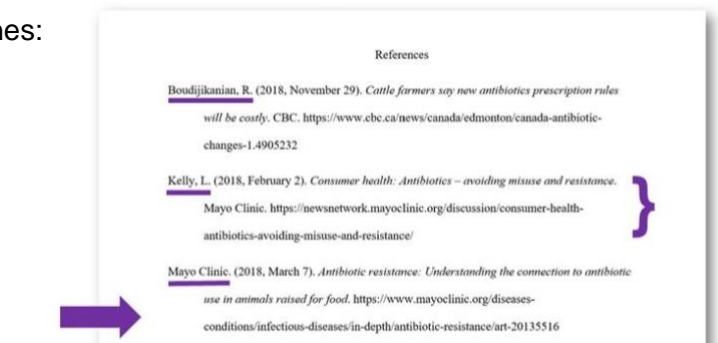 nes:
References
Boudijikanian, R. (2018, November 29). Cattle farmers say new antibiotics prescription rules
will be costly. CBC. https://www.cbc.ca/news/canada/edmonton/canada-antibiotic-
changes-1.4905232
Kelly, L. (2018, February 2). Consumer health: Antibiotics – avoiding misuse and resistance.
Mayo Clinic. https://newsnetwork.mayoclinic.org/discussion/consumer-health-
antibiotics-avoiding-misuse-and-resistance/
Mayo Clinic. (2018, March 7). Antibiotic resistance: Understanding the connection to antibiotic
use in animals raised for food. https://www.mayoclinic.org/diseases-
conditions/infectious-diseases/in-depth/antibiotic-resistance/art-20135516